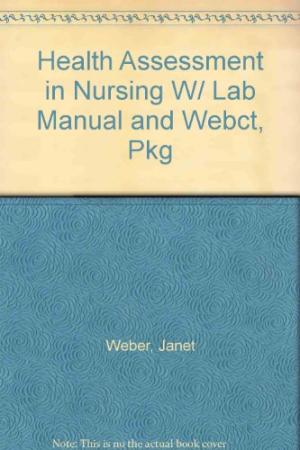 Health Assessment
in Nursing W/ Lab
Manual and Webct,
Pkg
Weber, Janet
Note: This is no the actual book cover